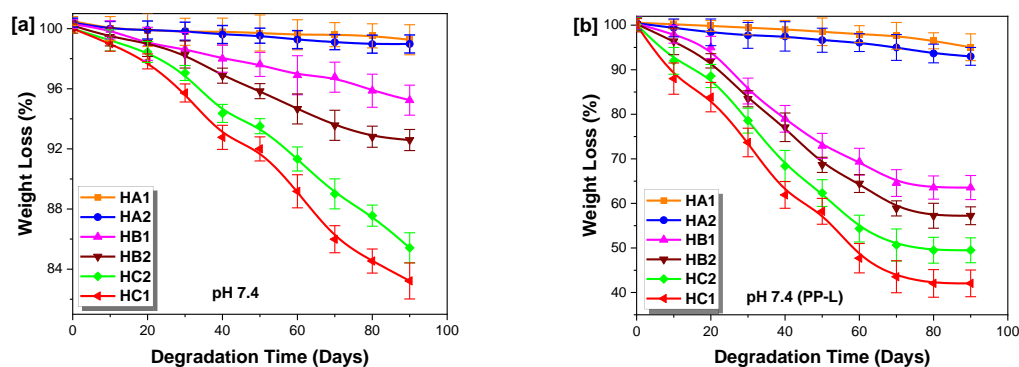 [a]
Weight Loss (%)
100
96
92
88
84
HA1
HA2
HB1
HB2
HC2
HC1
pH 7.4
0 20 40 60 80 100
Degradation Time (Days)
[b]
Weight Loss (%)
100
90
80
70
60
50
40
HA1
HA2
HB1
HB2
HC2
HC1
pH 7.4 (PP-L)
0 20 40 60 80 100
Degradation Time (Days)